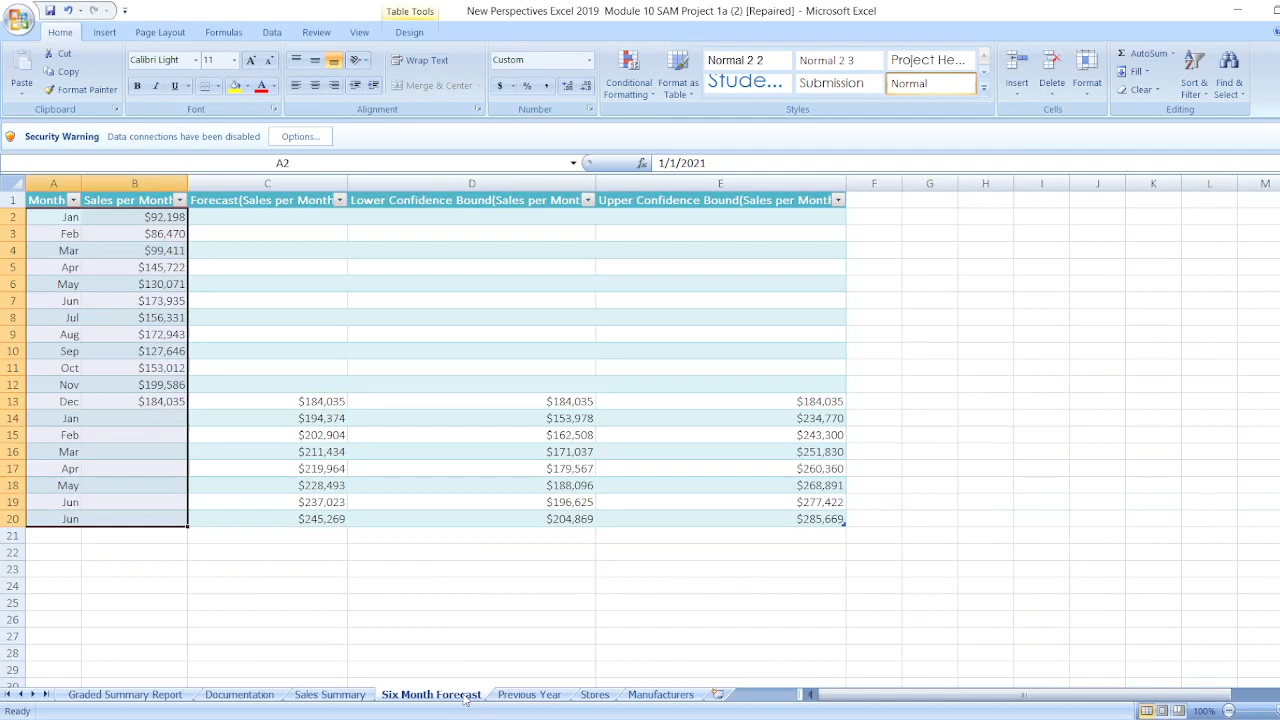 Table Tools
New Perspectives Excel 2019 Module 10 SAM Project 1a (2) [Repaired] - Microsoft Excel
Home Insert Page Layout Formulas Data Review View Design
Paste
Cut
Copy
Format Painter
Clipboard
Calibri Light 11
B I U
Font
Wrap Text
Merge & Center
Alignment
Custom
$ % ,
Number
Conditional Formatting
Format as Table
Normal 2 2 Normal 2 3 Project He...
Stude... Submission Normal
Styles
Insert Delete Format
Cells
AutoSum
Fill
Clear
Sort & Filter
Find & Select
Editing
Security Warning Data connections have been disabled Options...
A2 fx 1/1/2021
A B C D E F G H I J K L M
1 Month Sales per Month Forecast(Sales per Month Lower Confidence Bound(Sales per Mont Upper Confidence Bound(Sales per Month
2 Jan $92,198
3 Feb $86,470
4 Mar $99,411
5 Apr $145,722
6 May $130,071
7 Jun $173,935
8 Jul $156,331
9 Aug $172,943
10 Sep $127,646
11 Oct $153,012
12 Nov $199,586
13 Dec $184,035 $184,035 $184,035 $184,035
14 Jan $194,374 $153,978 $234,770
15 Feb $202,904 $162,508 $243,300
16 Mar $211,434 $171,037 $251,830
17 Apr $219,964 $179,567 $260,360
18 May $228,493 $188,096 $268,891
19 Jun $237,023 $196,625 $277,422
20 Jun $245,269 $204,869 $285,669
21
22
23
24
25
26
27
28
29
30
Graded Summary Report Documentation Sales Summary Six Month Forecast Previous Year Stores Manufacturers
Ready 100%